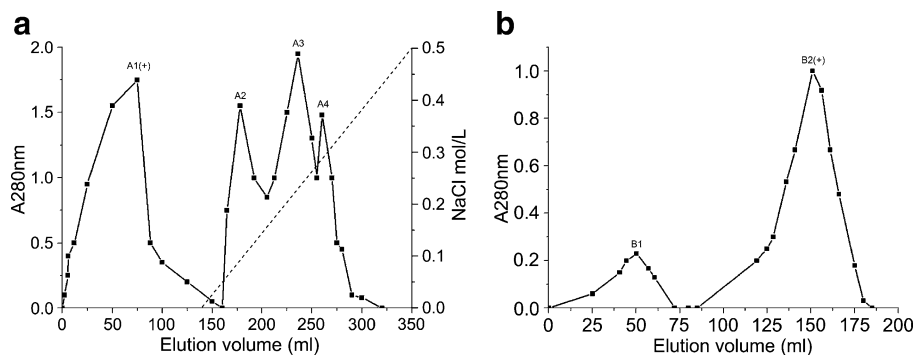 a
b
2.0
1.5
1.0
0.5
0.0
A280nm
0.5
0.4
0.3
0.2
0.1
0.0
NaCl mol/L
A1(+)
A2
A3
A4
0 50 100 150 200 250 300 350
Elution volume (ml)
1.0
0.8
0.6
0.4
0.2
0.0
A280nm
B1
B2(+)
0 25 50 75 100 125 150 175 200
Elution volume (ml)